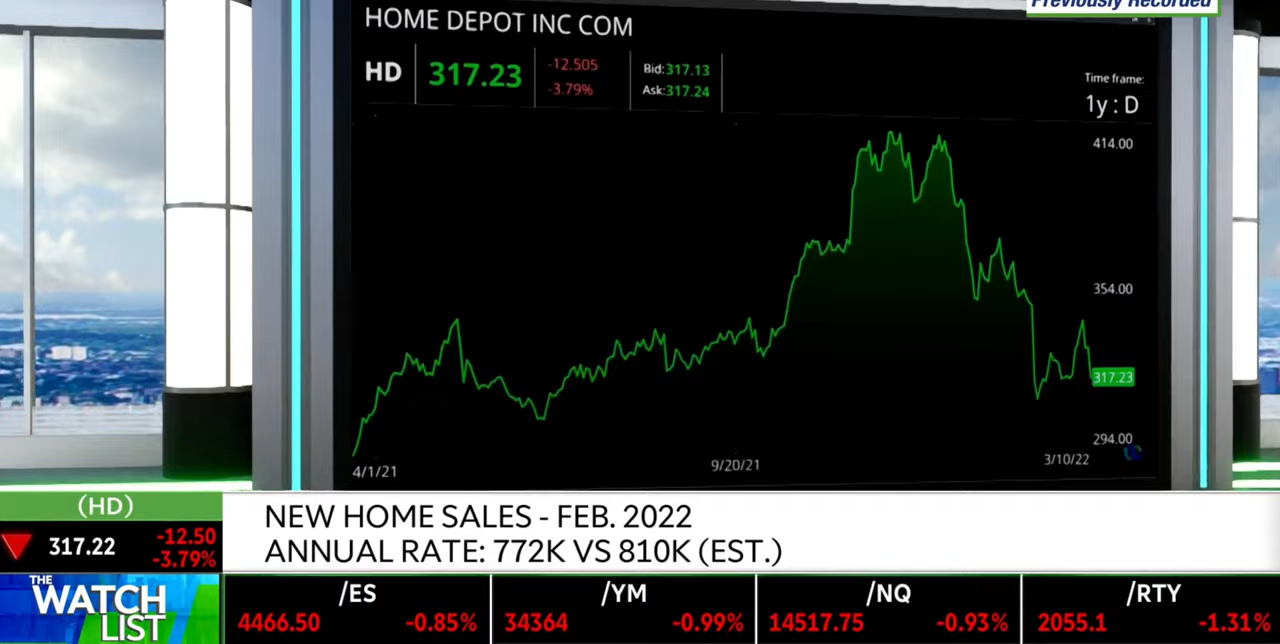 Previously Recorded
HOME DEPOT INC COM
HD
317.23
-12.505
-3.79%
Bid:317.13
Ask:317.24
Time frame:
1y : D
414.00
354.00
317.23
294.00
4/1/21
9/20/21
3/10/22
(HD)
317.22
-12.50
-3.79%
NEW HOME SALES - FEB. 2022
ANNUAL RATE: 772K VS 810K (EST.)
THE
WATCH
LIST
/ES
4466.50 -0.85%
/YM
34364 -0.99%
/NQ
14517.75 -0.93%
/RTY
2055.1 -1.31%